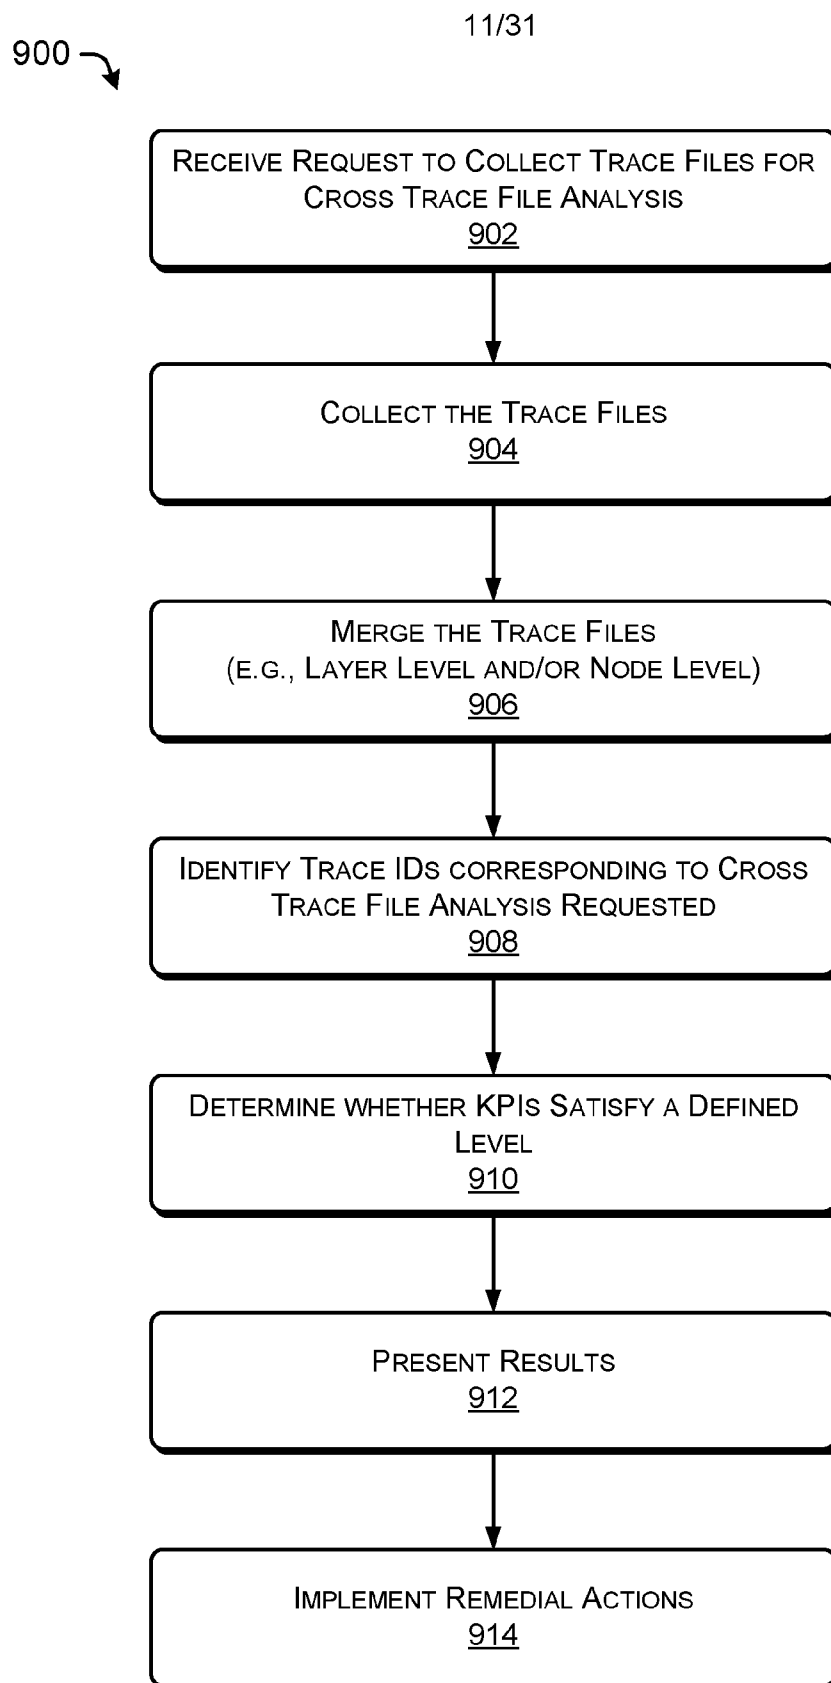 11/31
900
RECEIVE REQUEST TO COLLECT TRACE FILES FOR
CROSS TRACE FILE ANALYSIS
902
COLLECT THE TRACE FILES
904
MERGE THE TRACE FILES
(E.G., LAYER LEVEL AND/OR NODE LEVEL)
906
IDENTIFY TRACE IDS CORRESPONDING TO CROSS
TRACE FILE ANALYSIS REQUESTED
908
DETERMINE WHETHER KPIS SATISFY A DEFINED
LEVEL
910
PRESENT RESULTS
912
IMPLEMENT REMEDIAL ACTIONS
914